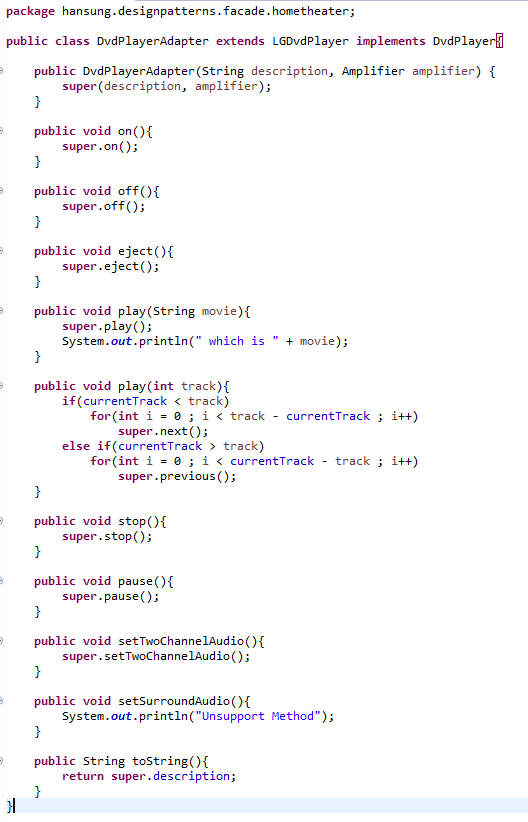 package hansung.designpatterns.facade.hometheater;
public class DvdPlayerAdapter extends LGDvdPlayer implements DvdPlayer{
public DvdPlayerAdapter(String description, Amplifier amplifier) {
super(description, amplifier);
}
public void on(){
super.on();
}
public void off(){
super.off();
}
public void eject(){
super.eject();
}
public void play(String movie){
super.play();
System.out.println(" which is " + movie);
}
public void play(int track){
if(currentTrack < track)
for(int i = 0 ; i < track - currentTrack ; i++)
super.next();
else if(currentTrack > track)
for(int i = 0 ; i < currentTrack - track ; i++)
super.previous();
}
public void stop(){
super.stop();
}
public void pause(){
super.pause();
}
public void setTwoChannelAudio(){
super.setTwoChannelAudio();
}
public void setSurroundAudio(){
System.out.println("Unsupport Method");
}
public String toString(){
return super.description;
}
}